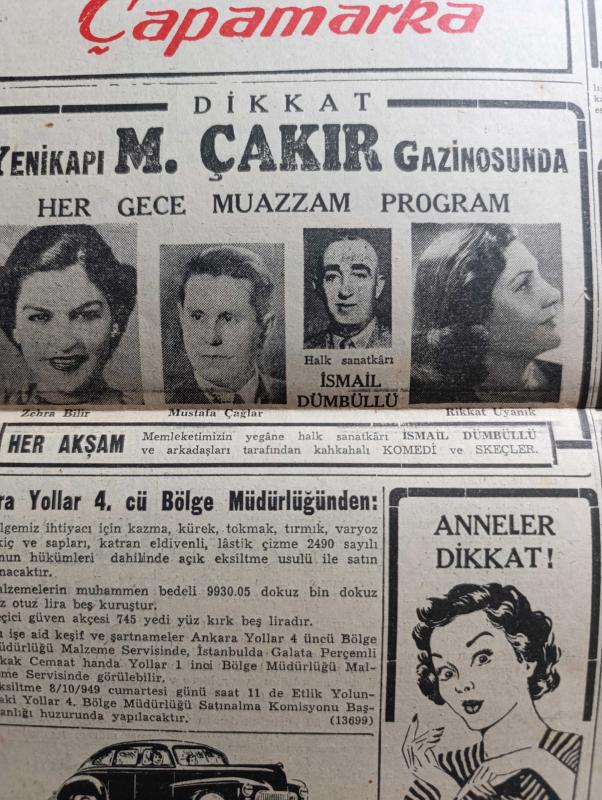 Çapamarka
DİKKAT
YENİKAPI M. ÇAKIR GAZİNOSUNDA
HER GECE MUAZZAM PROGRAM
Zehra Bilir
Mustafa Çağlar
Halk sanatkârı
İSMAİL
DÜMBÜLLÜ
Rikkat Uyanık
HER AKŞAM
Memleketimizin yegâne halk sanatkârı İSMAİL DÜMBÜLLÜ
ve arkadaşları tarafından kahkahalı KOMEDİ ve SKEÇLER.
ra Yollar 4. cü Bölge Müdürlüğünden:
lgemiz ihtiyacı için kazma, kürek, tokmak, tırmık, varyoz
kiç ve sapları, katran eldivenli, lâstik çizme 2490 sayılı
nun hükümleri dahilinde açık eksiltme usulü ile satın
nacaktır.
alzemelerin muhammen bedeli 9930.05 dokuz bin dokuz
z otuz lira beş kuruştur.
eçici güven akçesi 745 yedi yüz kırk beş liradır.
u işe aid keşif ve şartnameler Ankara Yollar 4 üncü Bölge
üdürlüğü Malzeme Servisinde, İstanbulda Galata Perçemli
kak Cemaat handa Yollar 1 inci Bölge Müdürlüğü Mal-
eme Servisinde görülebilir.
ksiltme 8/10/949 cumartesi günü saat 11 de Etlik Yolun-
aki Yollar 4. Bölge Müdürlüğü Satınalma Komisyonu Baş-
anlığı huzurunda yapılacaktır. (13699)
ANNELER
DİKKAT!